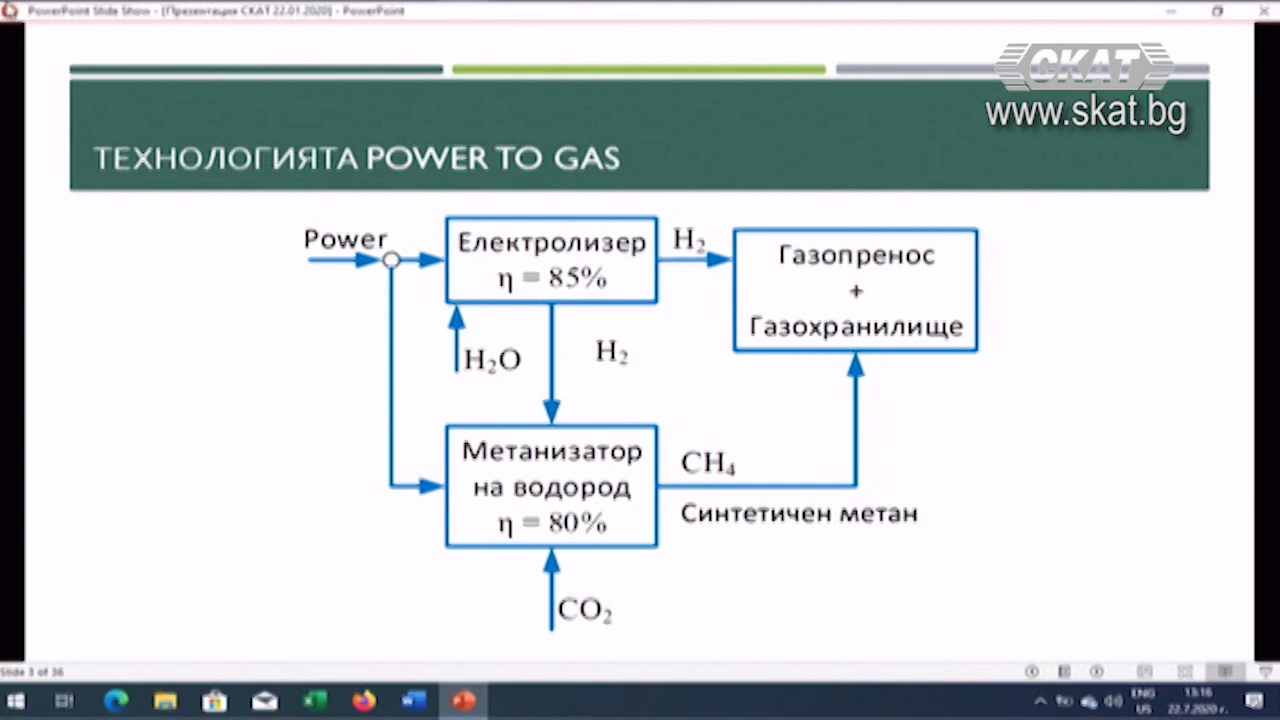 PowerPoint Slide Show - [Презентация СКАТ 22.01.2020] - PowerPoint
СКАТ
www.skat.bg
ТЕХНОЛОГИЯТА POWER TO GAS
Power
Електролизер
η = 85%
H₂
Газопренос
+
Газохранилище
H₂O
H₂
Метанизатор
на водород
η = 80%
CH₄
Синтетичен метан
CO₂
Slide 3 of 36
ENG
US
13:16
22.7.2020 г.